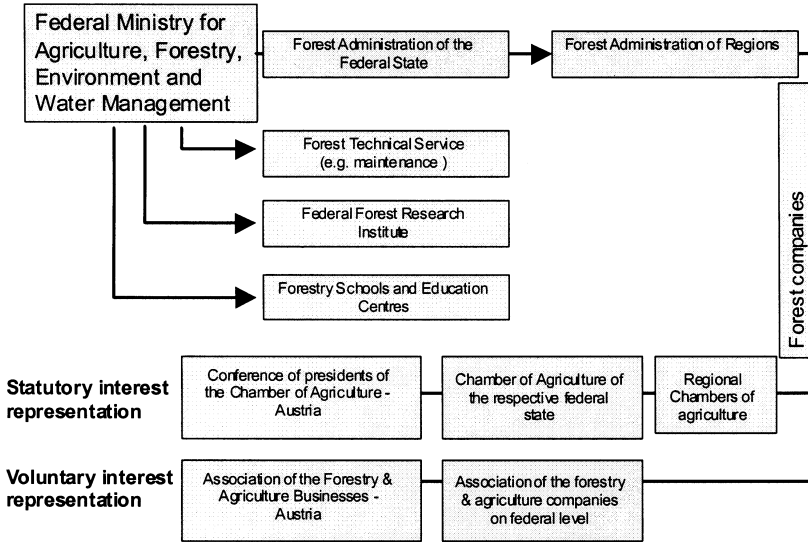 Federal Ministry for
Agriculture, Forestry,
Environment and
Water Management
Forest Administration of the
Federal State
Forest Administration of Regions
Forest Technical Service
(e.g. maintenance )
Federal Forest Research
Institute
Forestry Schools and Education
Centres
Forest companies
Statutory interest
representation
Conference of presidents of
the Chamber of Agriculture -
Austria
Chamber of Agriculture of
the respective federal
state
Regional
Chambers of
agriculture
Voluntary interest
representation
Association of the Forestry &
Agriculture Businesses -
Austria
Association of the forestry
& agriculture companies
on federal level